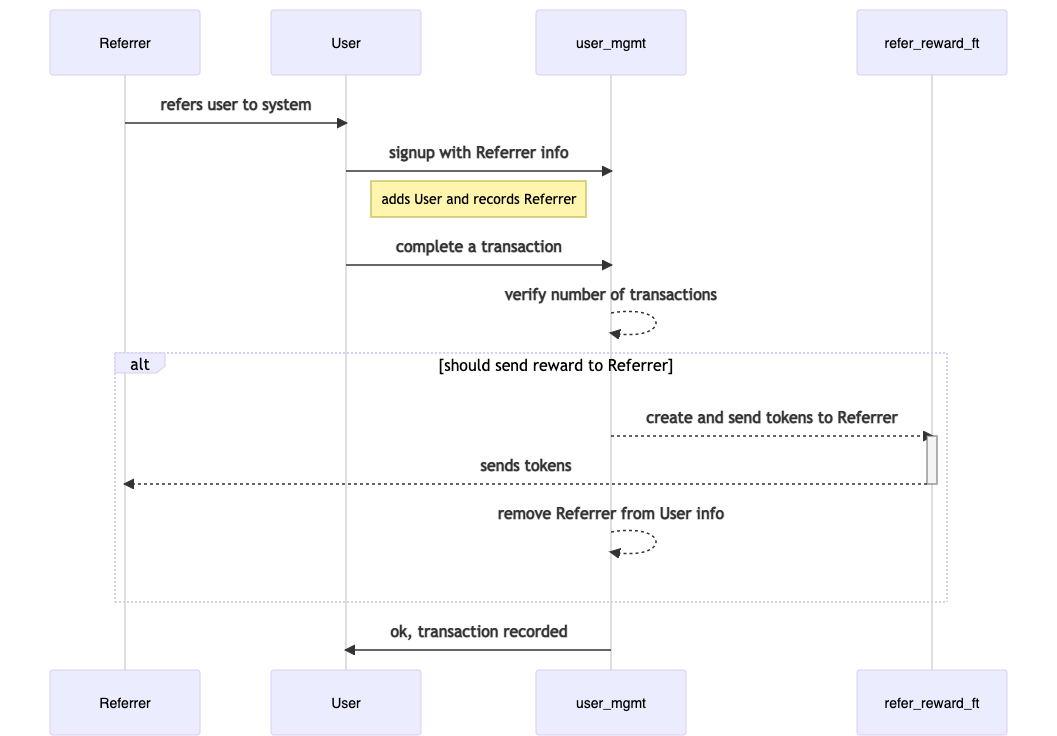 Referrer
User
user_mgmt
refer_reward_ft
refers user to system
signup with Referrer info
adds User and records Referrer
complete a transaction
verify number of transactions
alt
[should send reward to Referrer]
create and send tokens to Referrer
sends tokens
remove Referrer from User info
ok, transaction recorded
Referrer
User
user_mgmt
refer_reward_ft